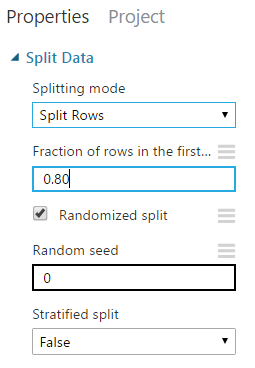 Properties Project
Split Data
Splitting mode
Split Rows
Fraction of rows in the first...
0.80
Randomized split
Random seed
0
Stratified split
False